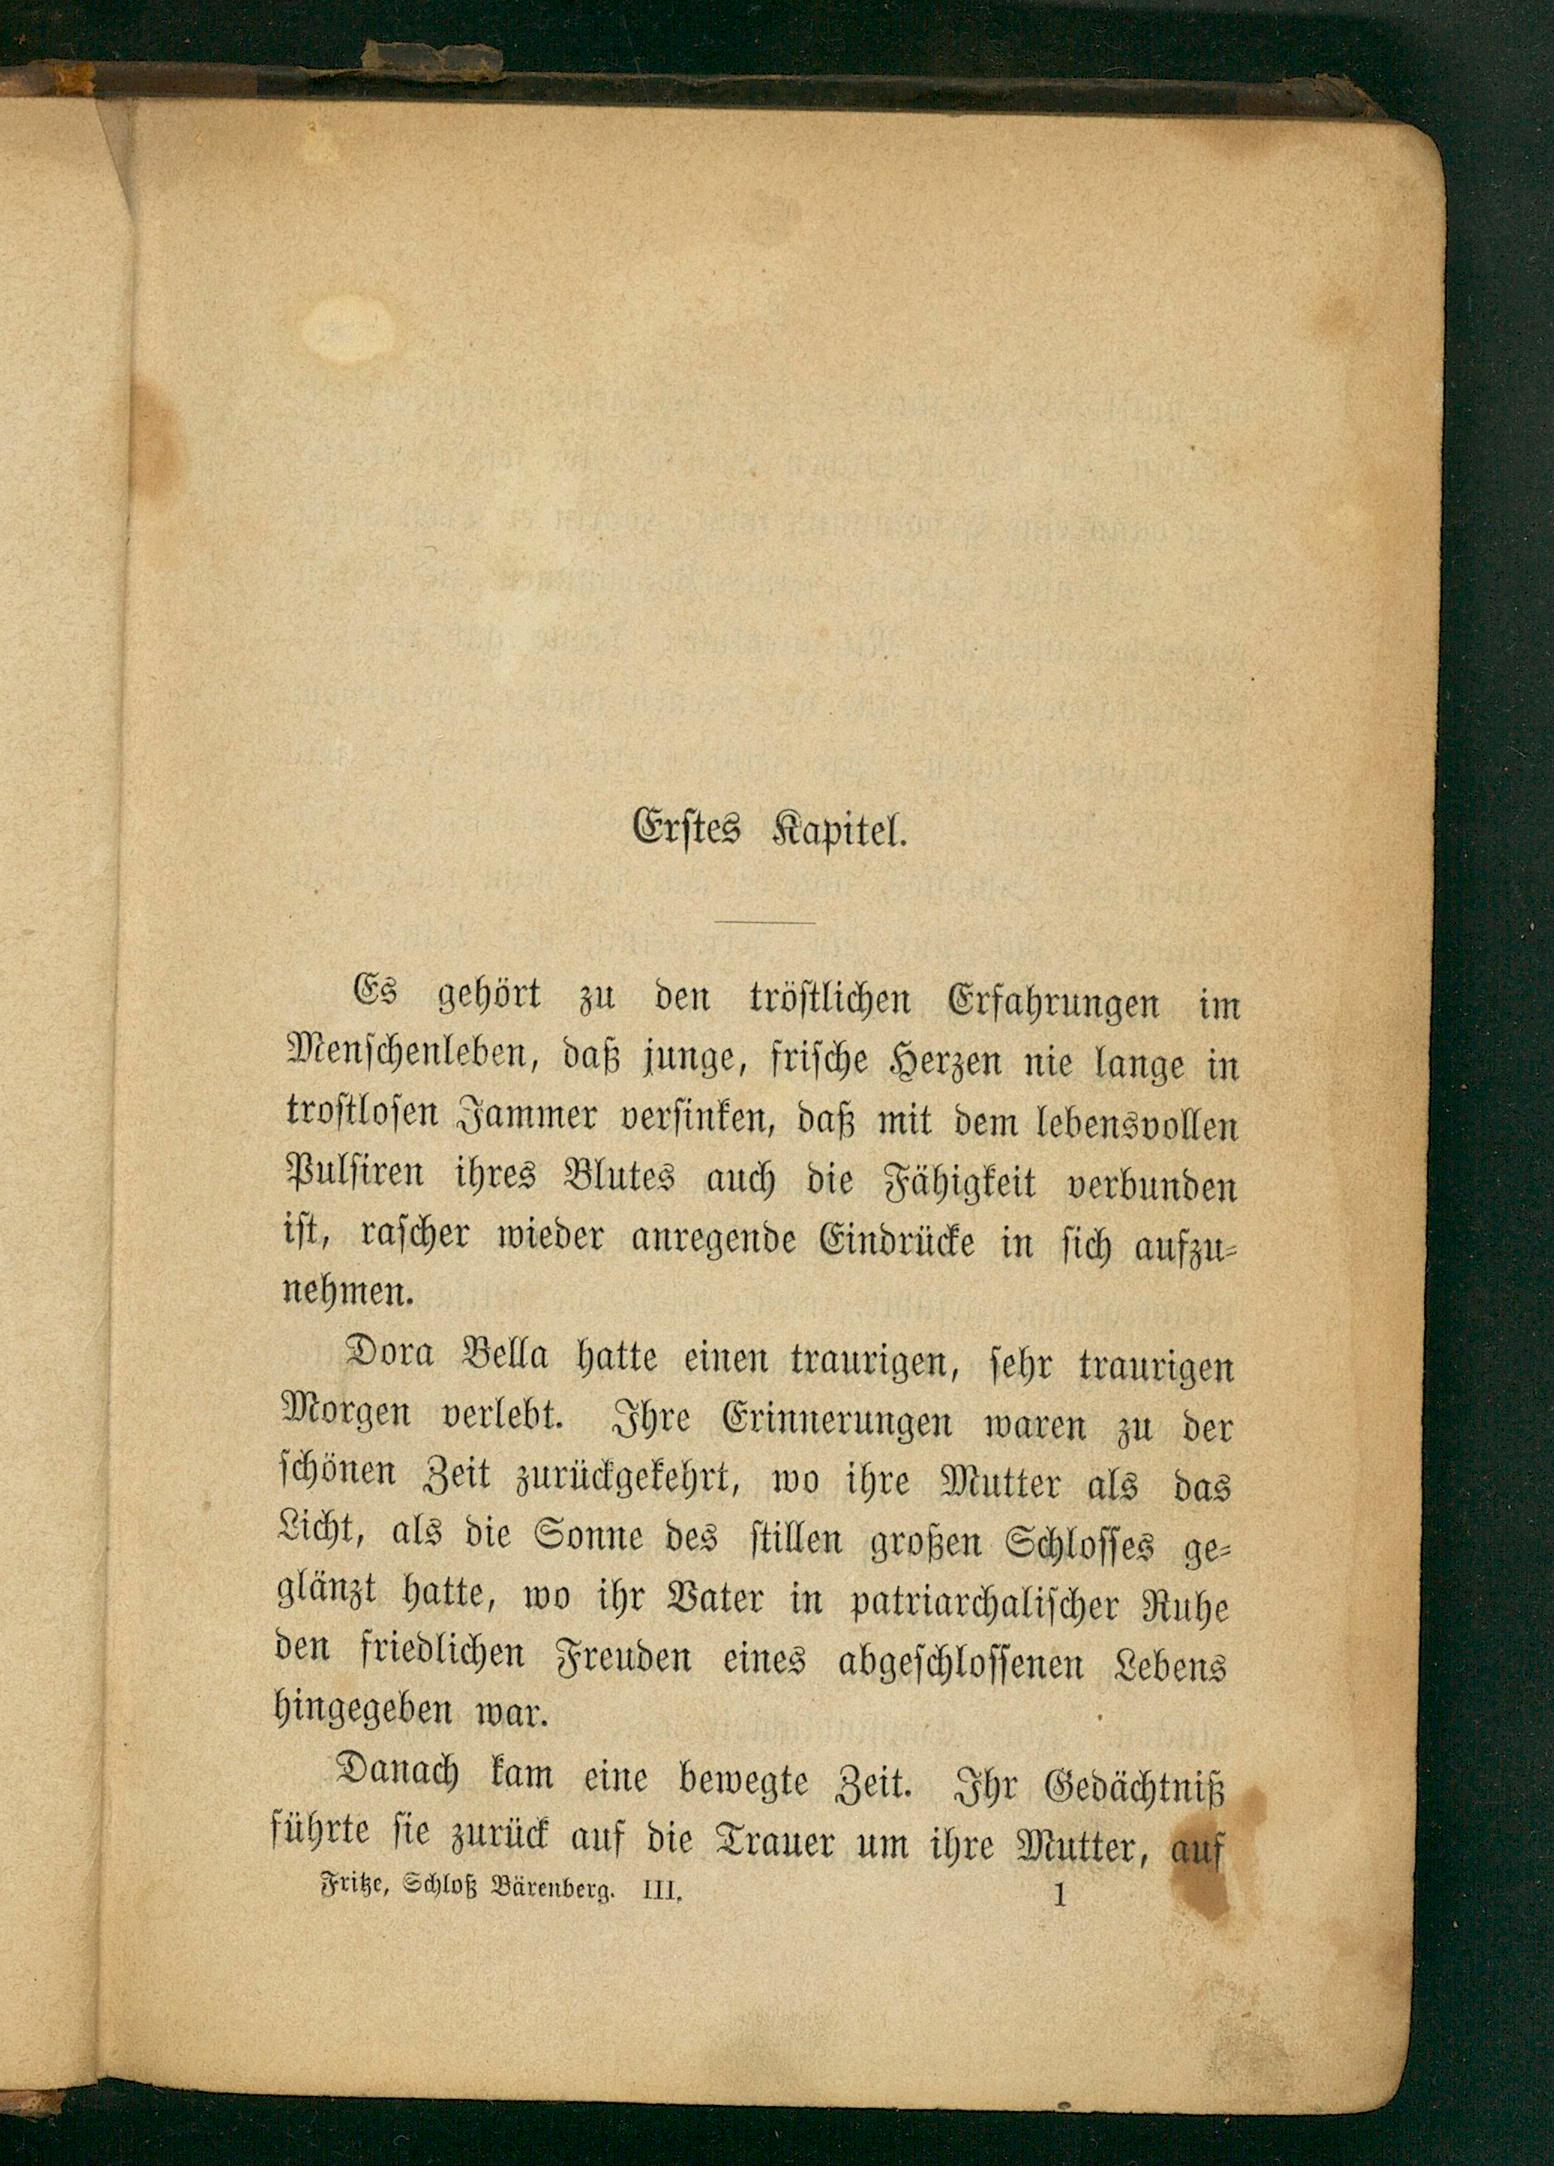 Erstes Kapitel.
Es gehört zu den tröstlichen Erfahrungen im
Menschenleben, daß junge, frische Herzen nie lange in
trostlosen Jammer versinken, daß mit dem lebensvollen
Pulsiren ihres Blutes auch die Fähigkeit verbunden
ist, rascher wieder anregende Eindrücke in sich aufzu-
nehmen.
Dora Bella hatte einen traurigen, sehr traurigen
Morgen verlebt. Ihre Erinnerungen waren zu der
schönen Zeit zurückgekehrt, wo ihre Mutter als das
Licht, als die Sonne des stillen großen Schlosses ge-
glänzt hatte, wo ihr Vater in patriarchalischer Ruhe
den friedlichen Freuden eines abgeschlossenen Lebens
hingegeben war.
Danach kam eine bewegte Zeit. Ihr Gedächtniß
führte sie zurück auf die Trauer um ihre Mutter, auf
Fritze, Schloß Bärenberg. III. 1